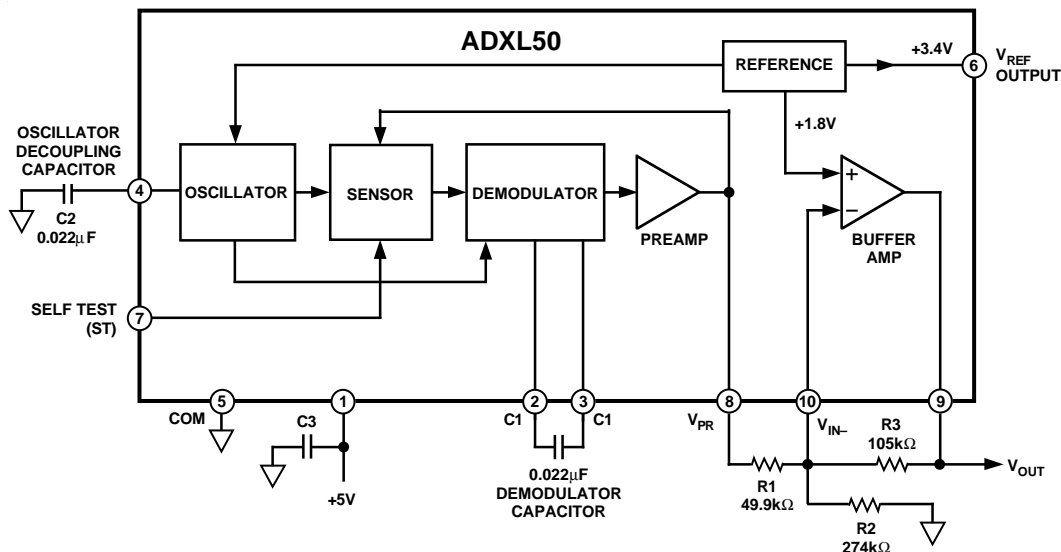 ADXL50
REFERENCE
+3.4V
6
V_REF
OUTPUT
+1.8V
OSCILLATOR
DECOUPLING
CAPACITOR
4
C2
0.022μF
OSCILLATOR
SENSOR
DEMODULATOR
PREAMP
+
−
BUFFER
AMP
SELF TEST
(ST)
7
5
COM
1
C3
+5V
2
C1
3
C1
0.022μF
DEMODULATOR
CAPACITOR
8
V_PR
10
V_IN–
9
R3
105kΩ
V_OUT
R1
49.9kΩ
R2
274kΩ